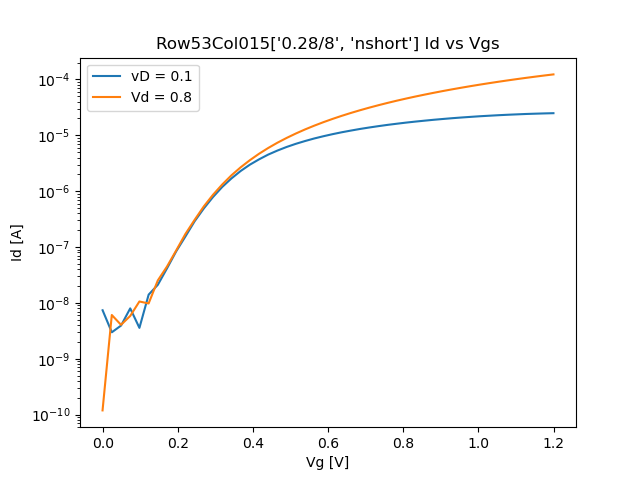 Row53Col015['0.28/8', 'nshort'] Id vs Vgs
vD = 0.1
Vd = 0.8
Id [A]
10⁻⁴
10⁻⁵
10⁻⁶
10⁻⁷
10⁻⁸
10⁻⁹
10⁻¹⁰
0.0 0.2 0.4 0.6 0.8 1.0 1.2
Vg [V]